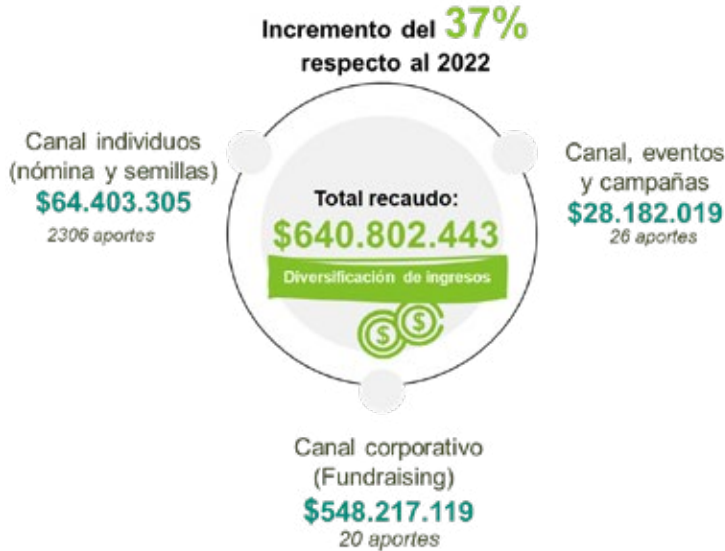 Incremento del 37%
respecto al 2022
Canal individuos
(nómina y semillas)
$64.403.305
2306 aportes
Total recaudo:
$640.802.443
Diversificación de ingresos
$ $
Canal, eventos
y campañas
$28.182.019
26 aportes
Canal corporativo
(Fundraising)
$548.217.119
20 aportes